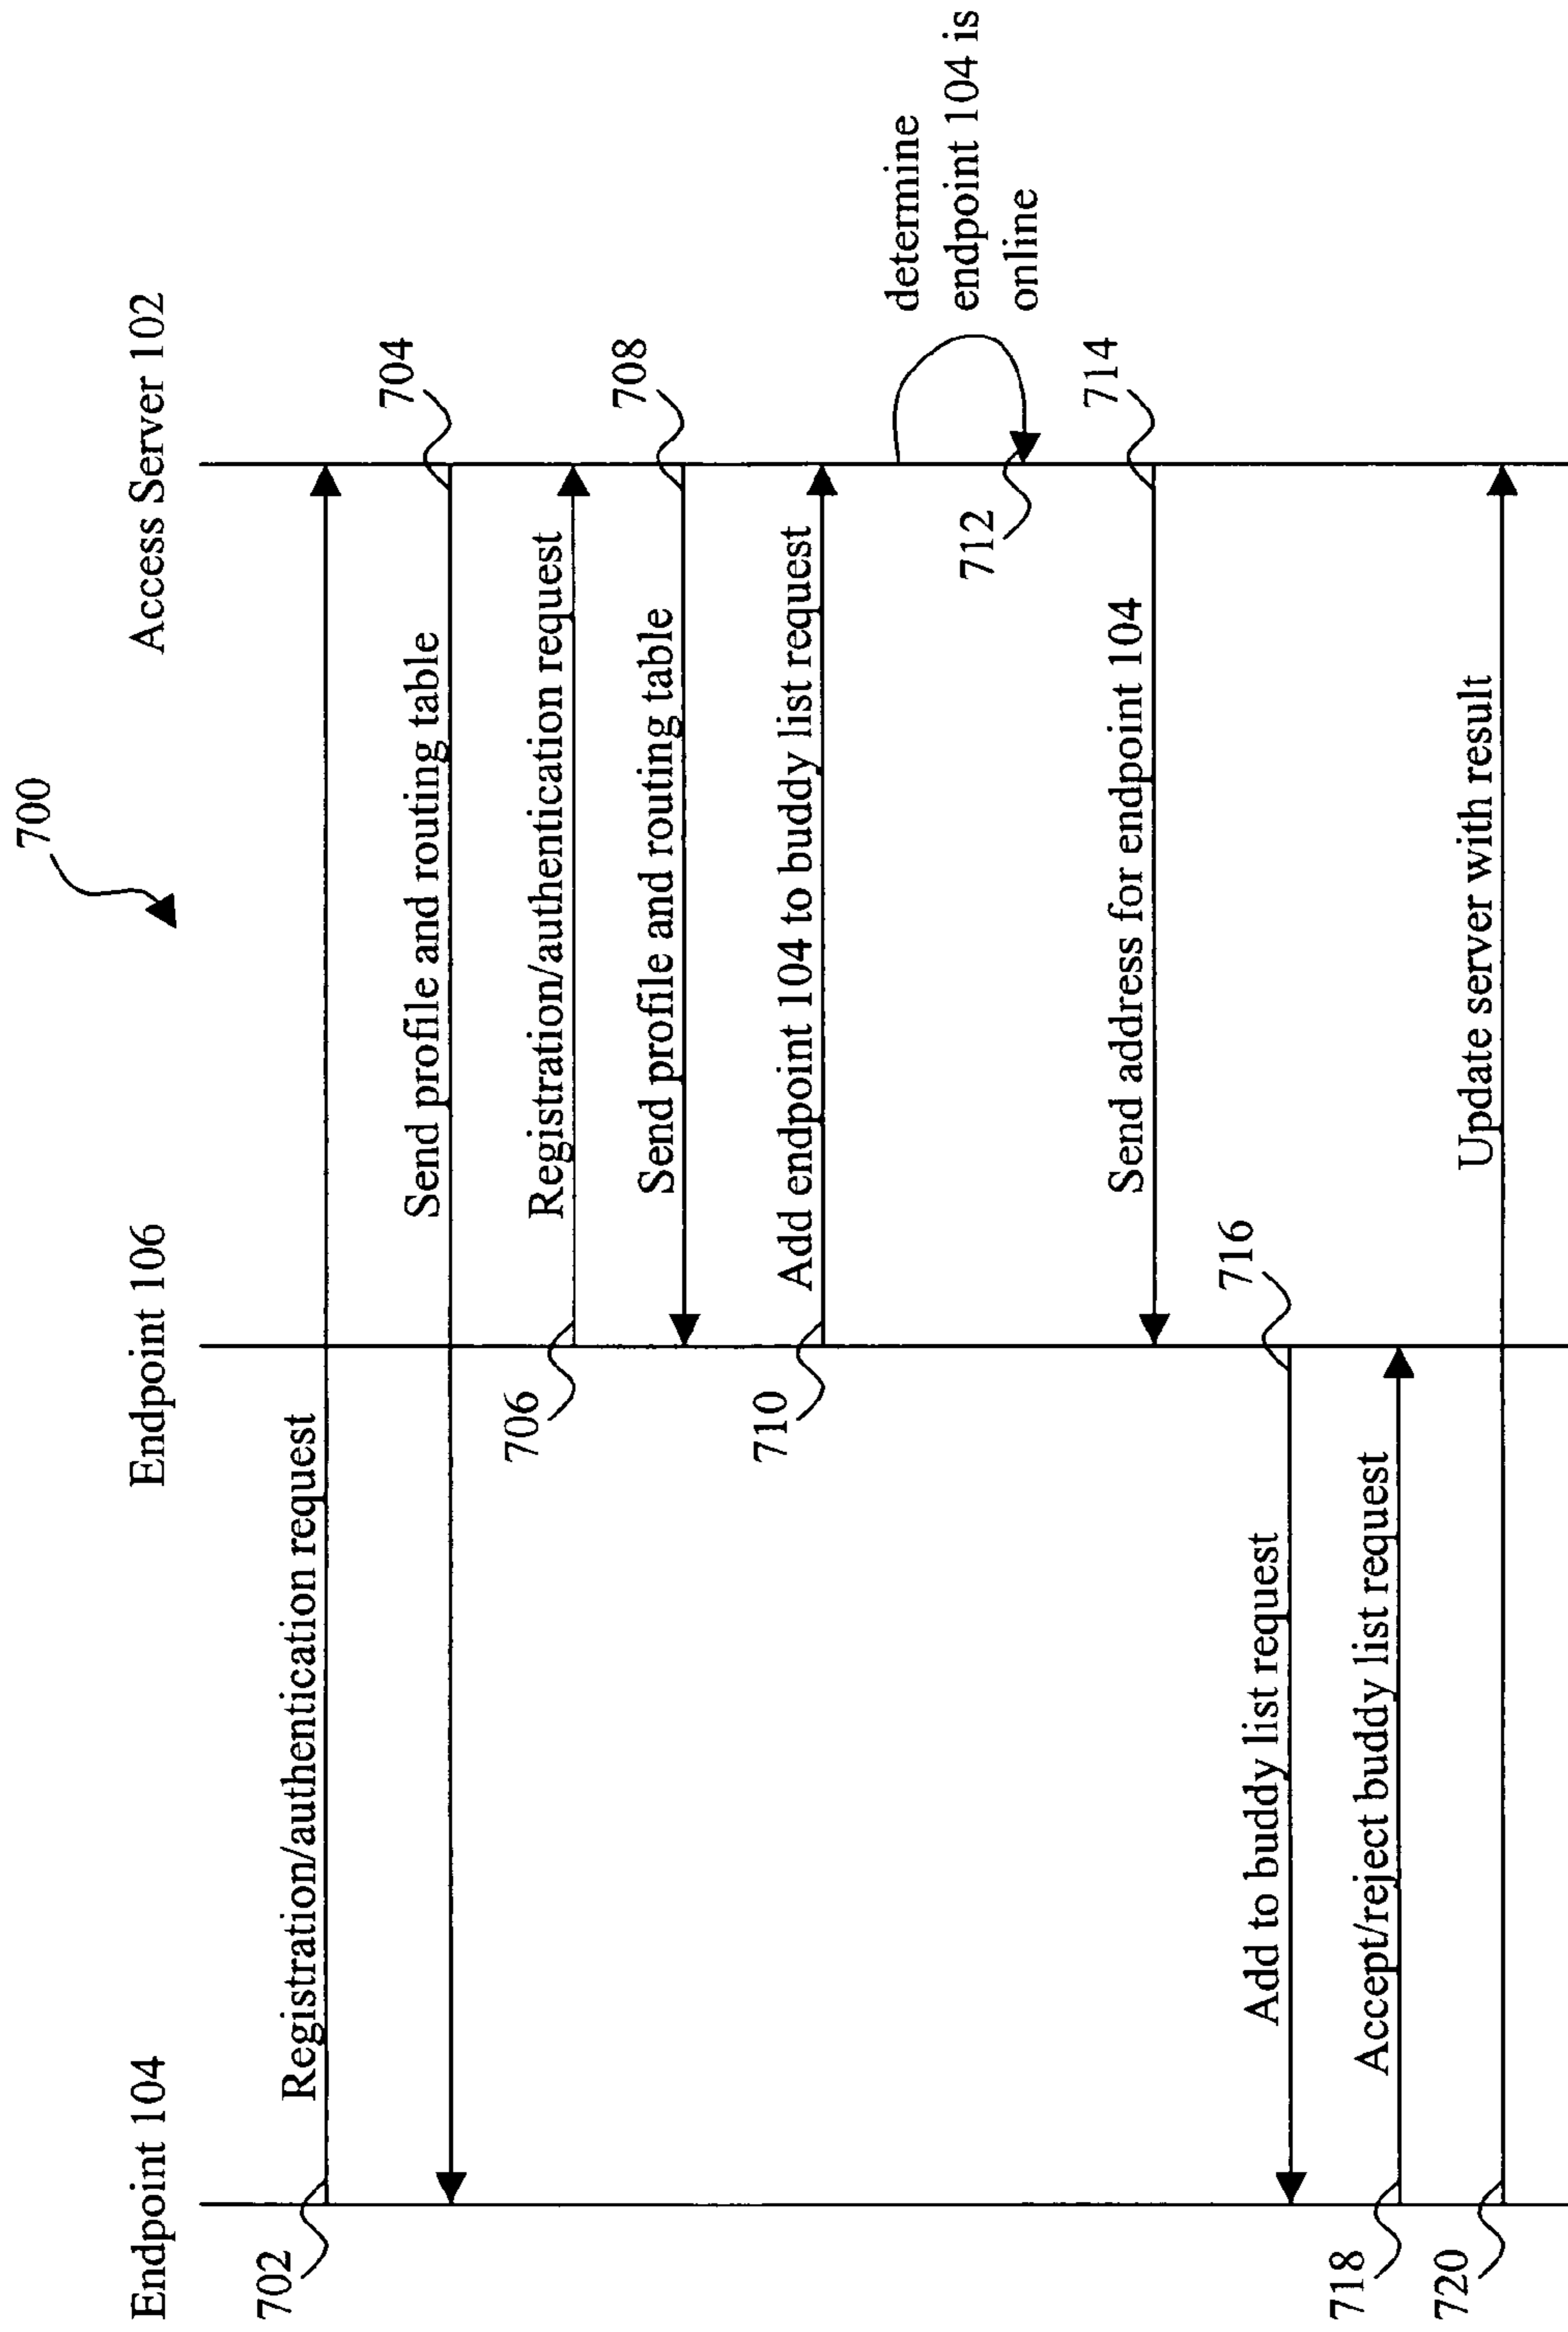 700
Endpoint 104
Endpoint 106
Access Server 102
702
Registration/authentication request
704
Send profile and routing table
706
Registration/authentication request
708
Send profile and routing table
710
Add endpoint 104 to buddy list request
determine
endpoint 104 is
online
712
714
Send address for endpoint 104
716
Add to buddy list request
718
Accept/reject buddy list request
720
Update server with result